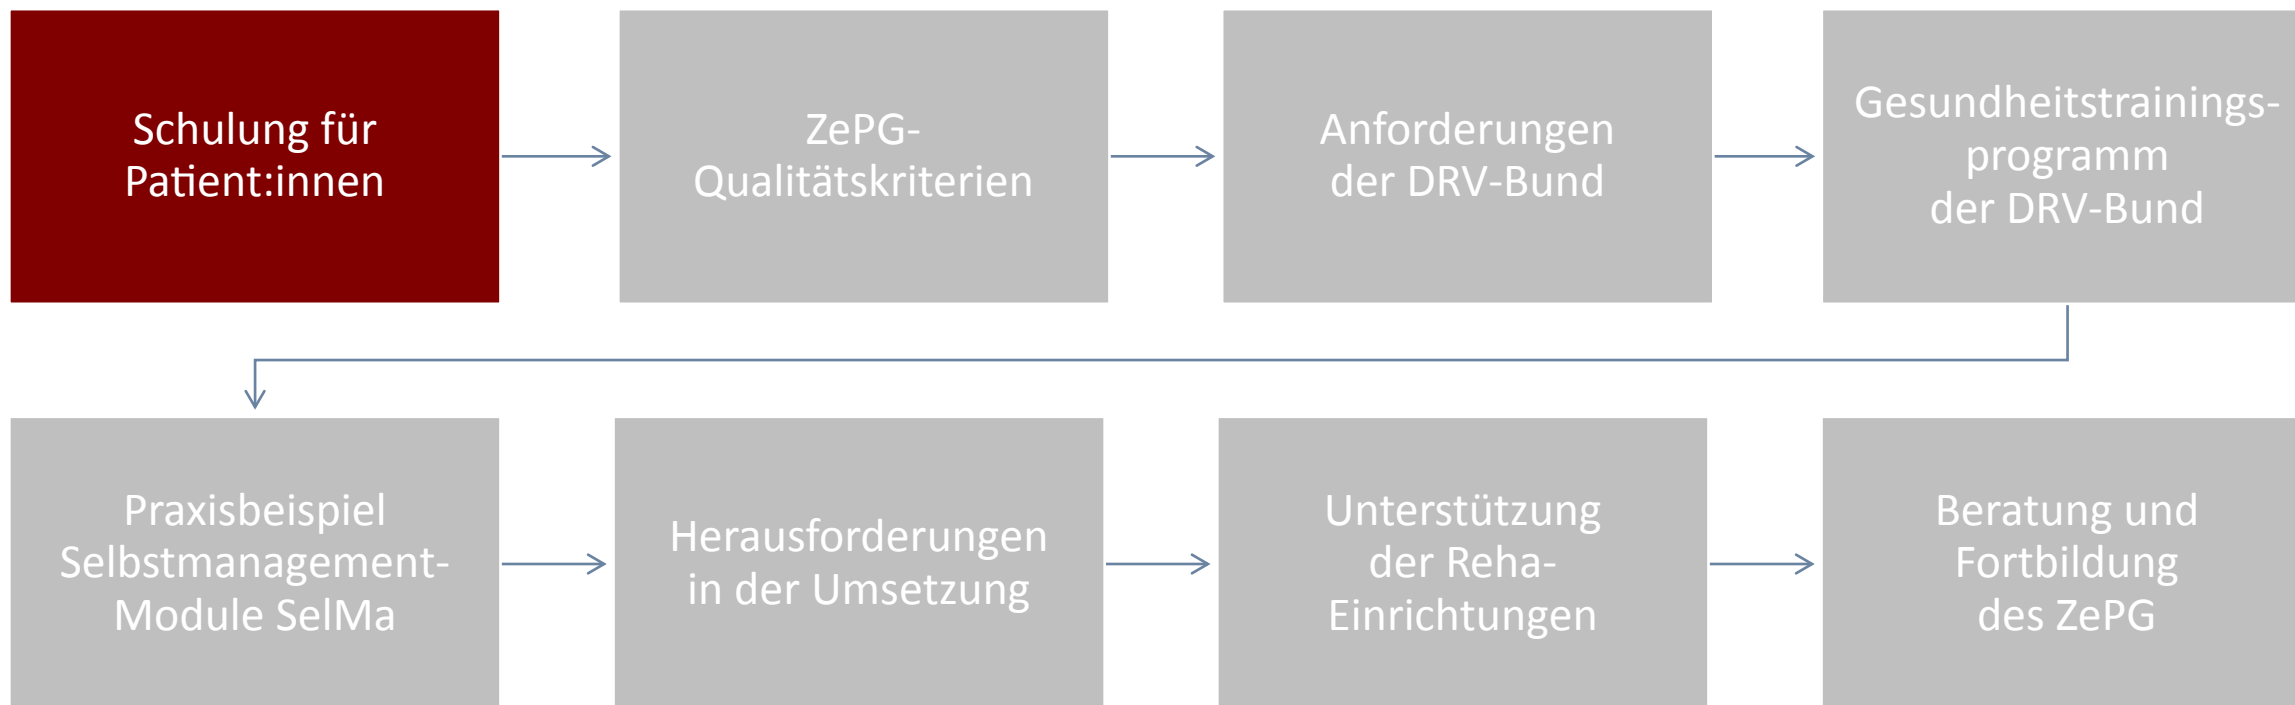 Schulung für
Patient:innen
ZePG-
Qualitätskriterien
Anforderungen
der DRV-Bund
Gesundheitstrainings-
programm
der DRV-Bund
Praxisbeispiel
Selbstmanagement-
Module SelMa
Herausforderungen
in der Umsetzung
Unterstützung
der Reha-
Einrichtungen
Beratung und
Fortbildung
des ZePG